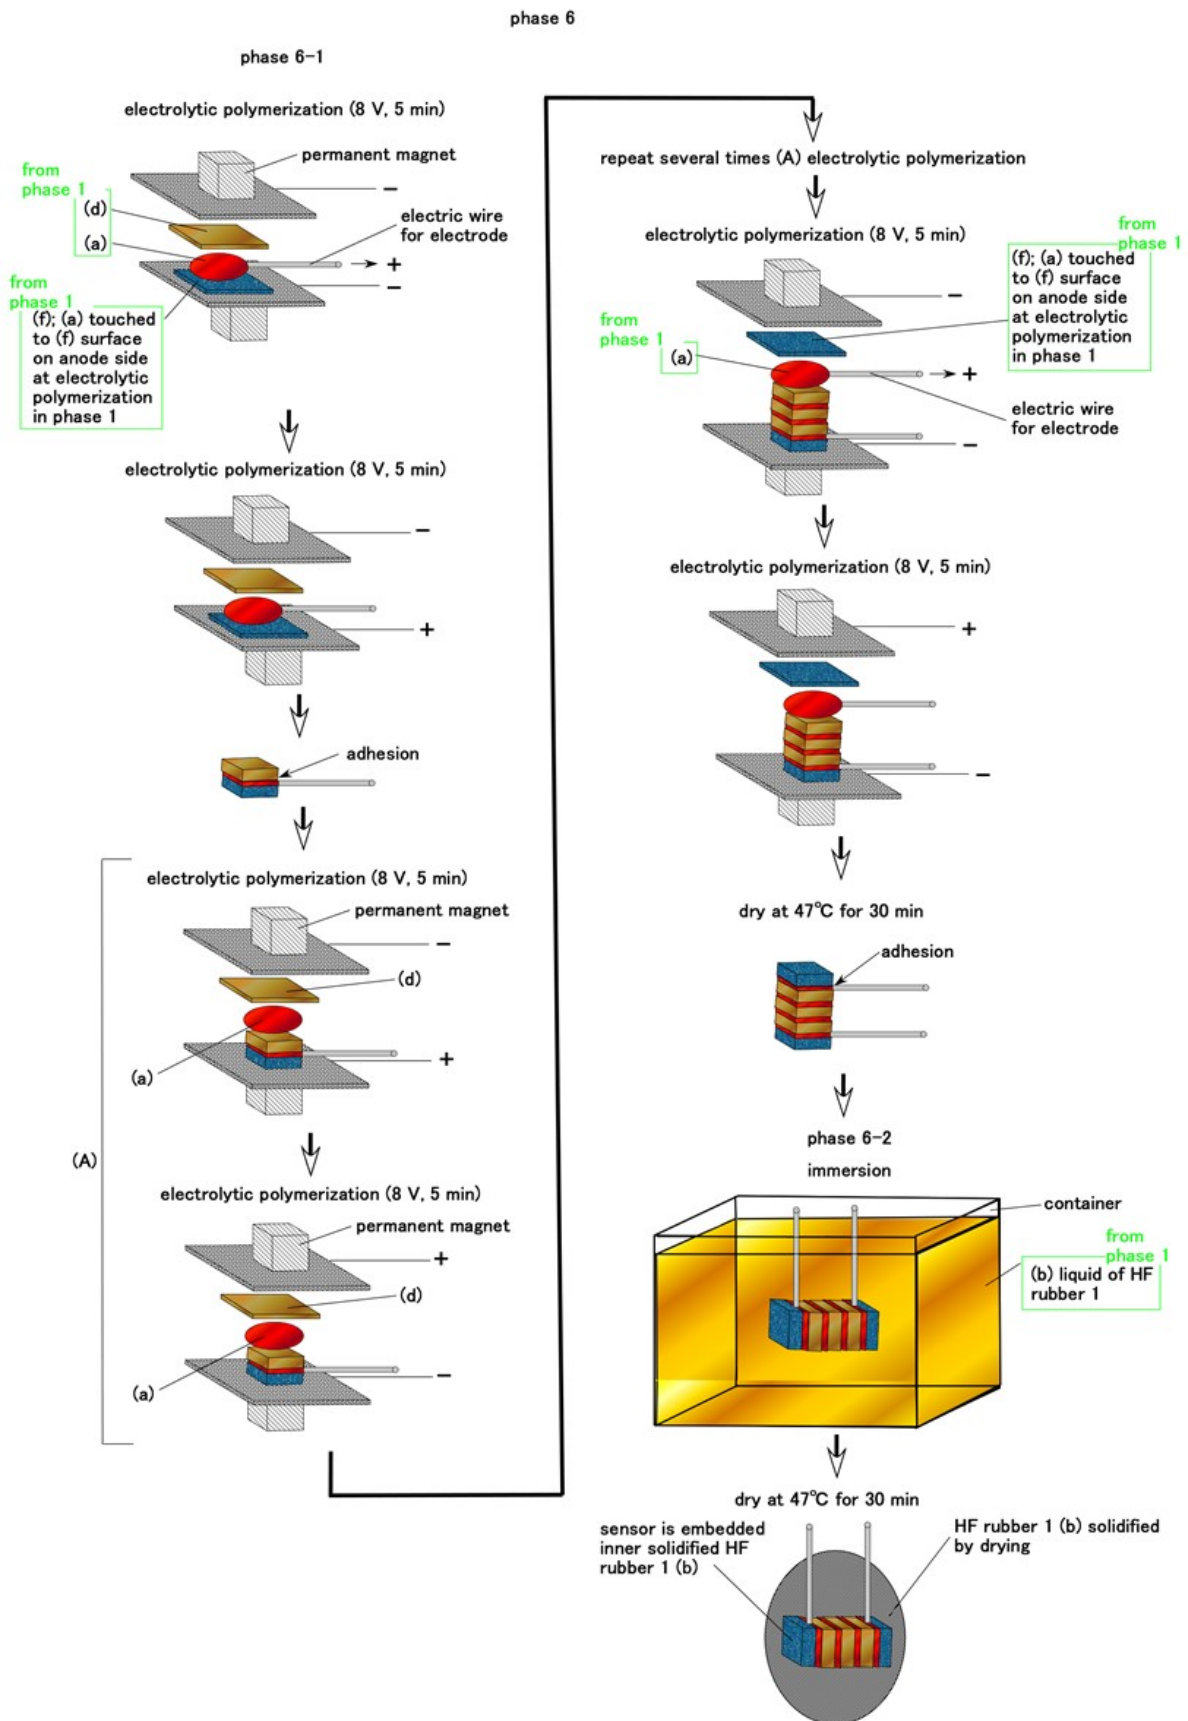 phase 6
phase 6-1
electrolytic polymerization (8 V, 5 min)
permanent magnet
−
from
phase 1
(d)
(a)
electric wire
for electrode
+
−
from
phase 1
(f); (a) touched
to (f) surface
on anode side
at electrolytic
polymerization
in phase 1
electrolytic polymerization (8 V, 5 min)
−
+
adhesion
(A)
electrolytic polymerization (8 V, 5 min)
permanent magnet
−
(d)
(a)
+
electrolytic polymerization (8 V, 5 min)
permanent magnet
+
(d)
(a)
−
repeat several times (A) electrolytic polymerization
electrolytic polymerization (8 V, 5 min)
from
phase 1
(f); (a) touched
to (f) surface
on anode side
at electrolytic
polymerization
in phase 1
−
from
phase 1
(a)
+
electric wire
for electrode
−
electrolytic polymerization (8 V, 5 min)
+
−
dry at 47℃ for 30 min
adhesion
phase 6-2
immersion
container
from
phase 1
(b) liquid of HF
rubber 1
dry at 47℃ for 30 min
sensor is embedded
inner solidified HF
rubber 1 (b)
HF rubber 1 (b) solidified
by drying